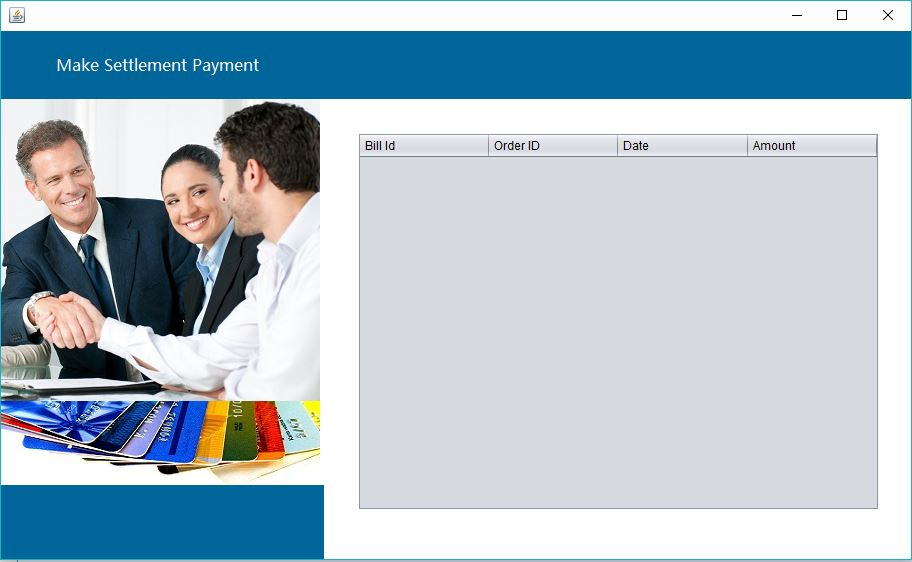 Make Settlement Payment
Bill Id Order ID Date Amount